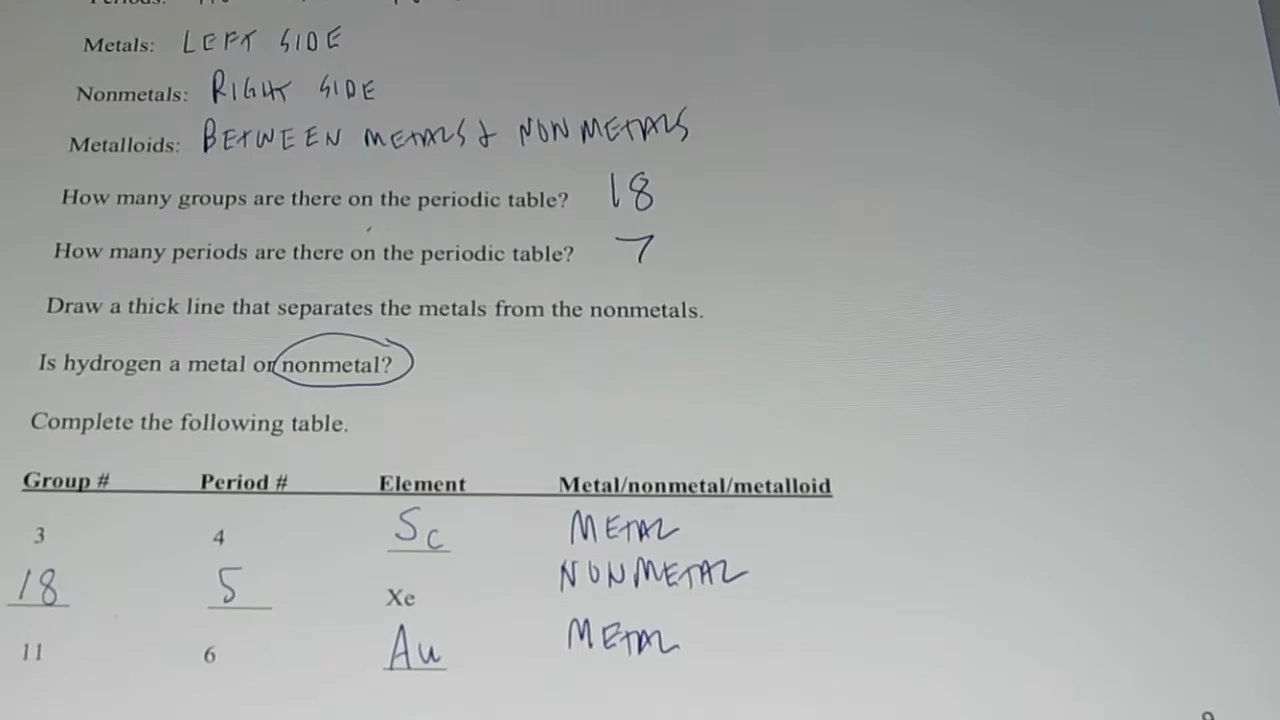 Metals: LEFT SIDE
Nonmetals: RIGHT SIDE
Metalloids: BETWEEN METALS & NONMETALS
How many groups are there on the periodic table? 18
How many periods are there on the periodic table? 7
Draw a thick line that separates the metals from the nonmetals.
Is hydrogen a metal or nonmetal?
Complete the following table.
Group # Period # Element Metal/nonmetal/metalloid
3 4 Sc METAL
18 5 Xe NONMETAL
11 6 Au METAL